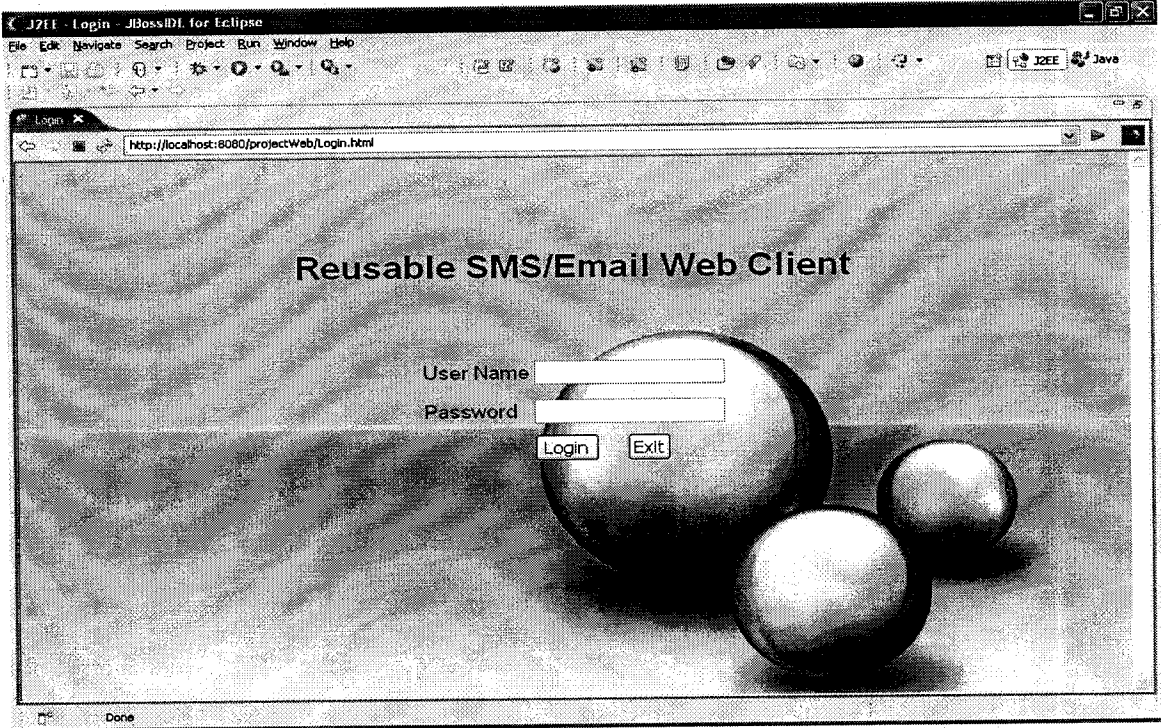 J2EE - Login - JBossIDE for Eclipse
File Edit Navigate Search Project Run Window Help
J2EE Java
Login
http://localhost:8080/projectWeb/Login.html
Reusable SMS/Email Web Client
User Name
Password
Login Exit
Done